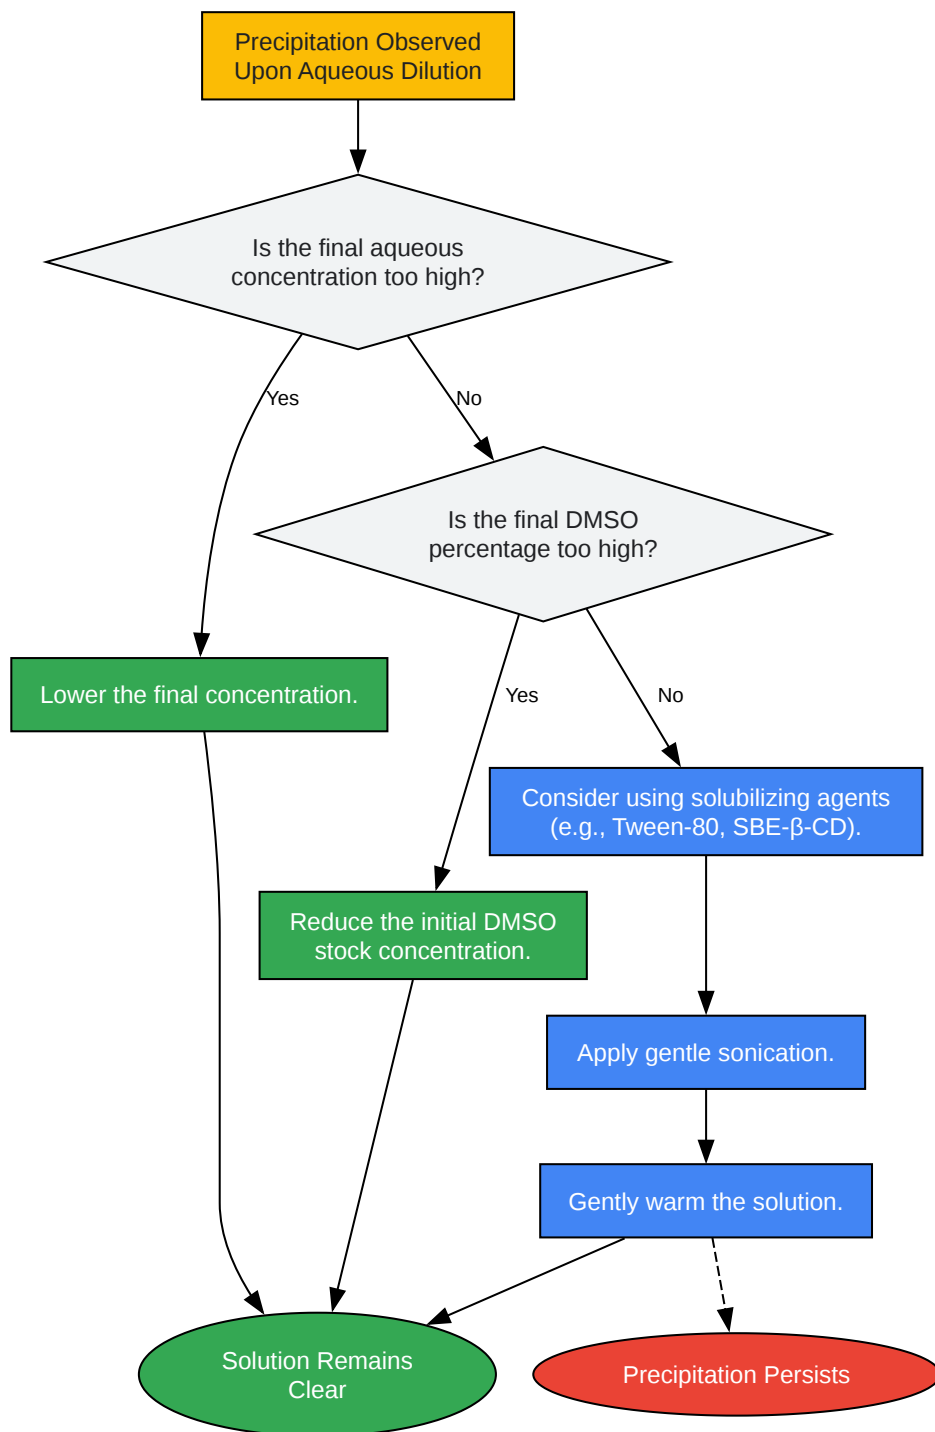 Precipitation Observed
Upon Aqueous Dilution
Is the final aqueous
concentration too high?
Yes
No
Is the final DMSO
percentage too high?
Lower the final concentration.
Yes
No
Consider using solubilizing agents
(e.g., Tween-80, SBE-β-CD).
Reduce the initial DMSO
stock concentration.
Apply gentle sonication.
Gently warm the solution.
Solution Remains
Clear
Precipitation Persists